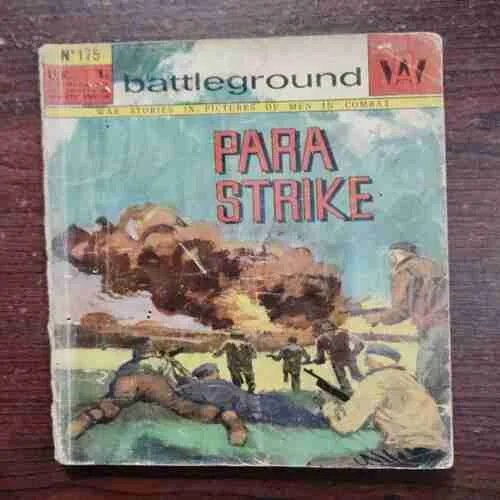 Nº 175
battleground
W
WAR STORIES IN PICTURES OF MEN IN COMBAT
PARA
STRIKE